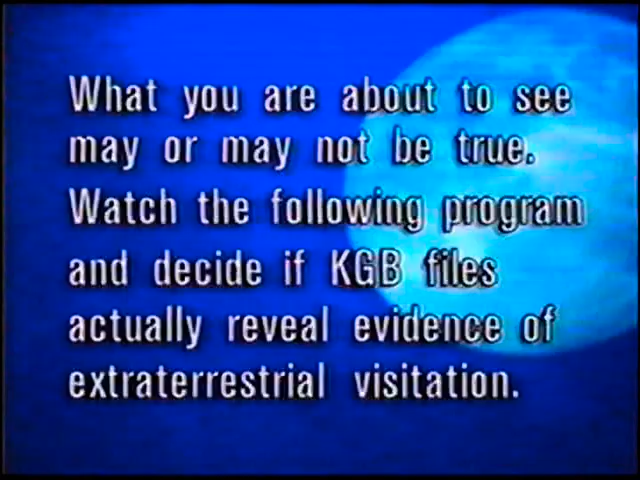 What you are about to see
may or may not be true.
Watch the following program
and decide if KGB files
actually reveal evidence of
extraterrestrial visitation.